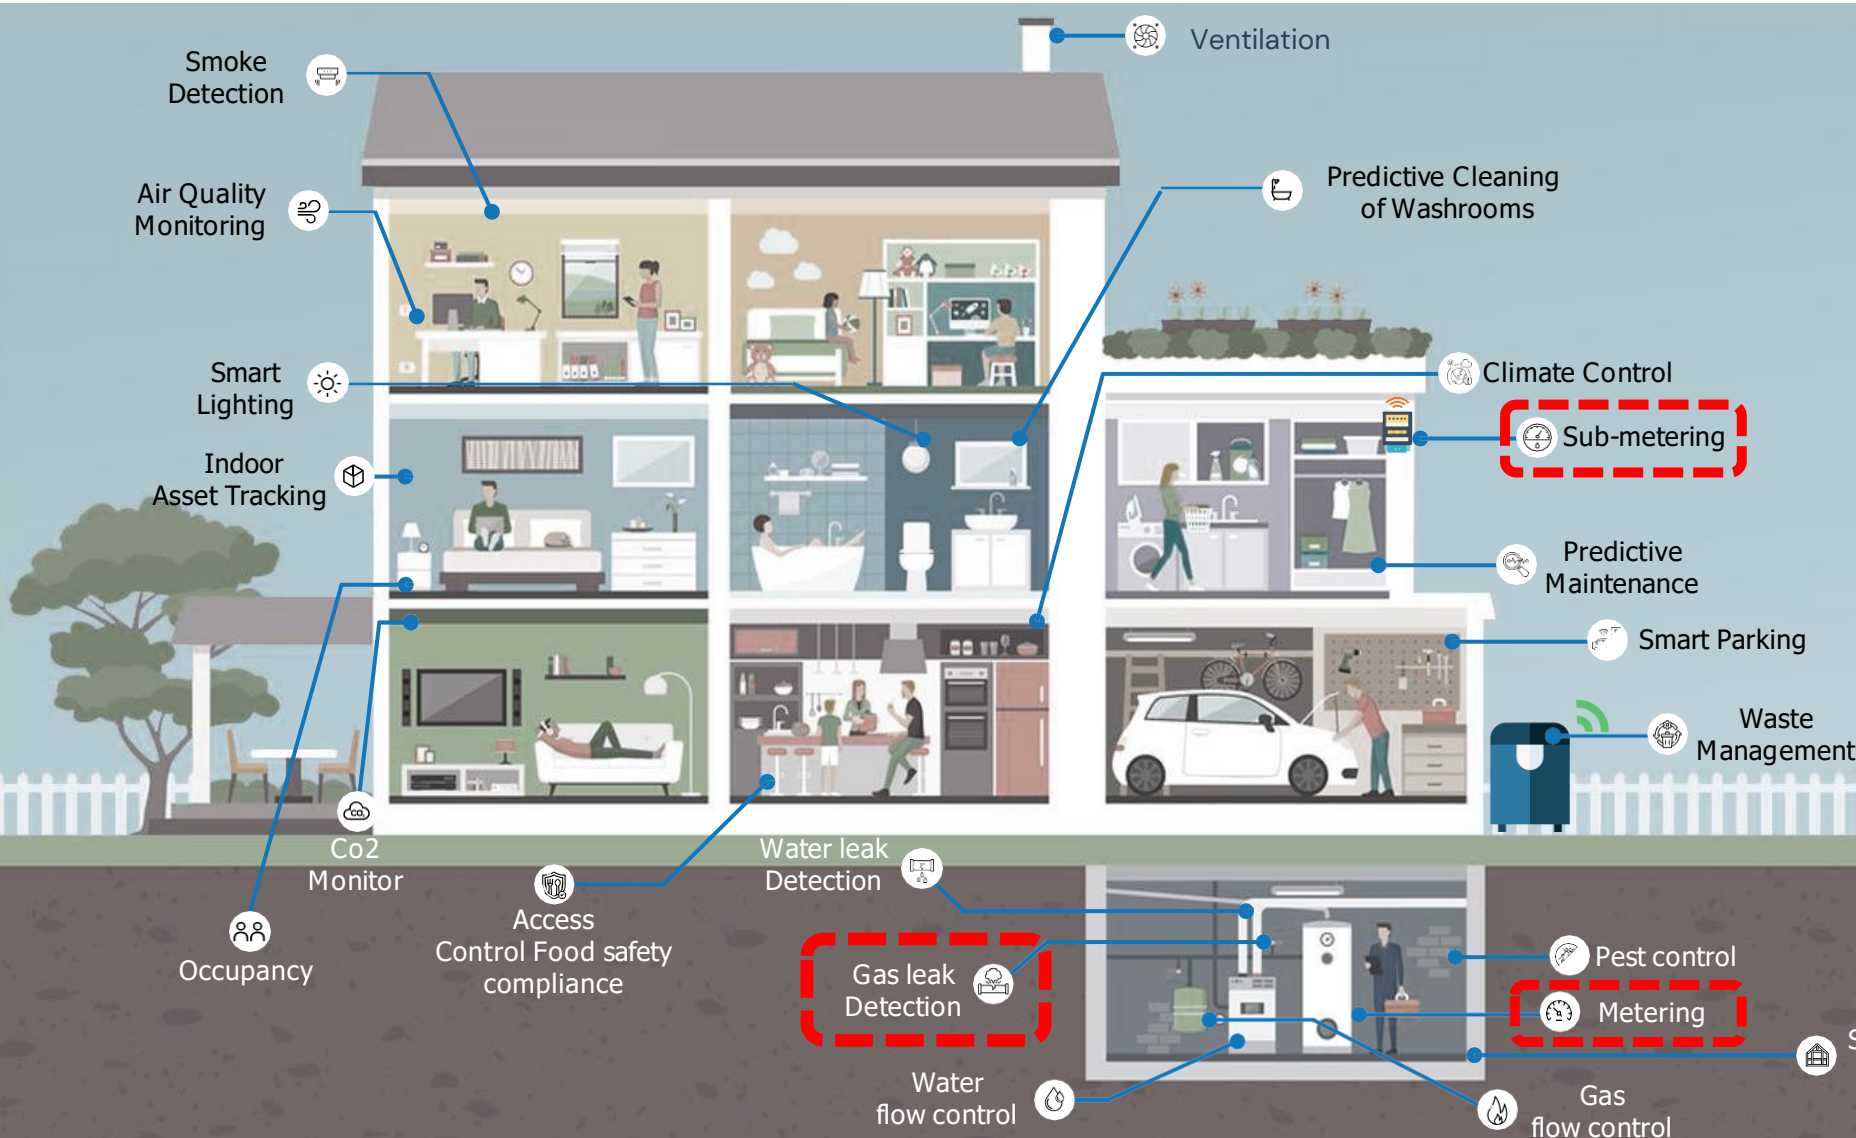 Ventilation
Smoke
Detection
Air Quality
Monitoring
Predictive Cleaning
of Washrooms
Smart
Lighting
Climate Control
Sub-metering
Indoor
Asset Tracking
Predictive
Maintenance
Smart Parking
Waste
Management
Co2
Monitor
Water leak
Detection
Access
Control Food safety
compliance
Occupancy
Gas leak
Detection
Pest control
Metering
S
Water
flow control
Gas
flow control
CO2